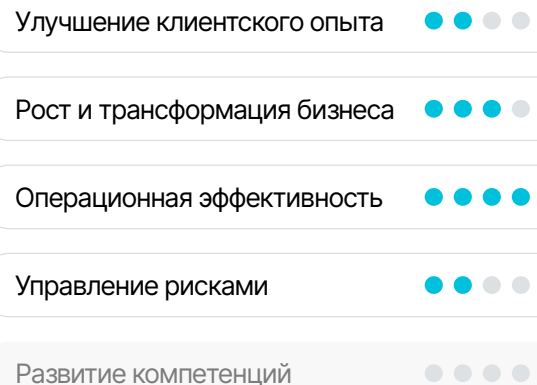 Улучшение клиентского опыта
Рост и трансформация бизнеса
Операционная эффективность
Управление рисками
Развитие компетенций